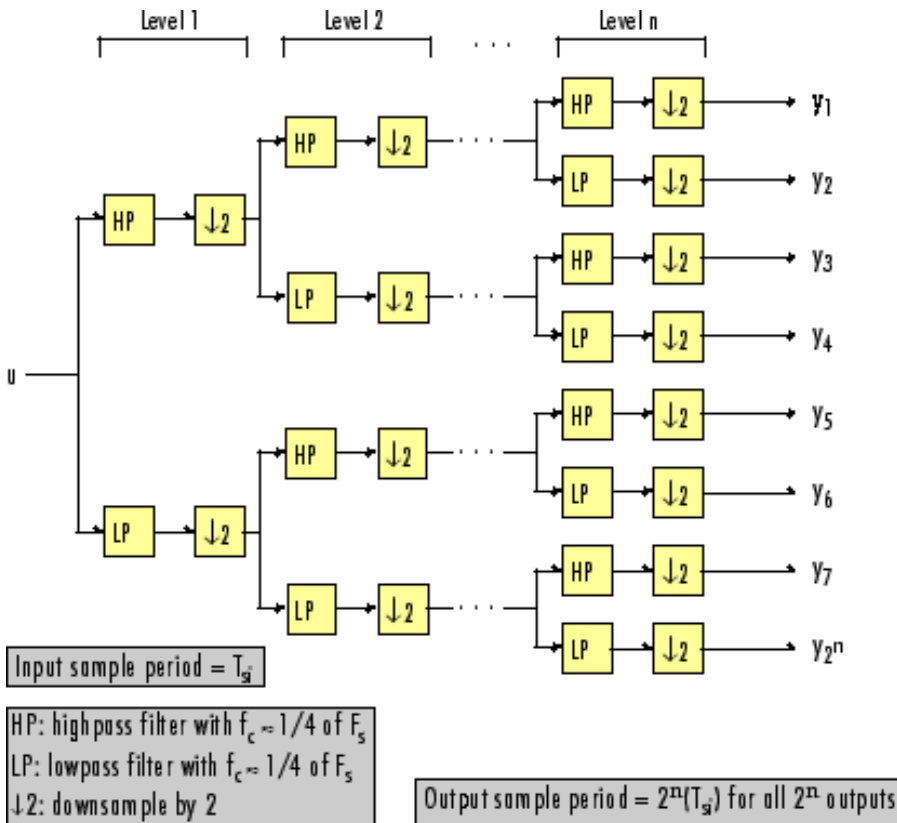 Level 1 Level 2 . . . Level n
HP ↓2 y1
HP ↓2 . . .
LP ↓2 y2
HP ↓2
HP ↓2 y3
LP ↓2 . . .
LP ↓2 y4
u
HP ↓2 y5
HP ↓2 . . .
LP ↓2 y6
LP ↓2
HP ↓2 y7
LP ↓2 . . .
LP ↓2 y2ⁿ
Input sample period = Tsi
HP: highpass filter with fc ≈ 1/4 of Fs
LP: lowpass filter with fc ≈ 1/4 of Fs
↓2: downsample by 2
Output sample period = 2ⁿ(Tsi) for all 2ⁿ outputs